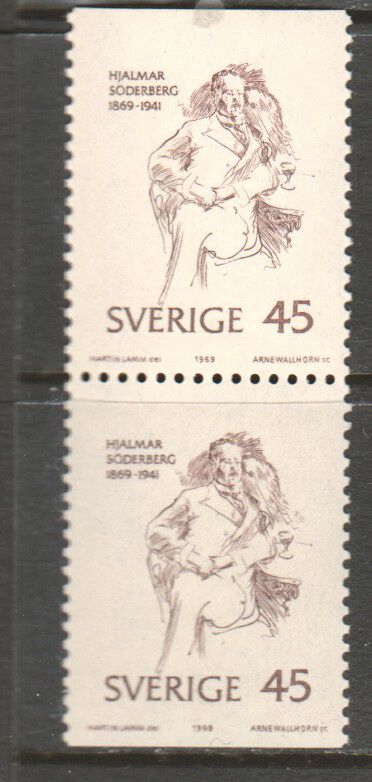 HJALMAR
SÖDERBERG
1869-1941
SVERIGE 45
MARTIN LAMM del 1969 ARNE WALLHORN sc
HJALMAR
SÖDERBERG
1869-1941
SVERIGE 45
MARTIN LAMM del 1969 ARNE WALLHORN sc